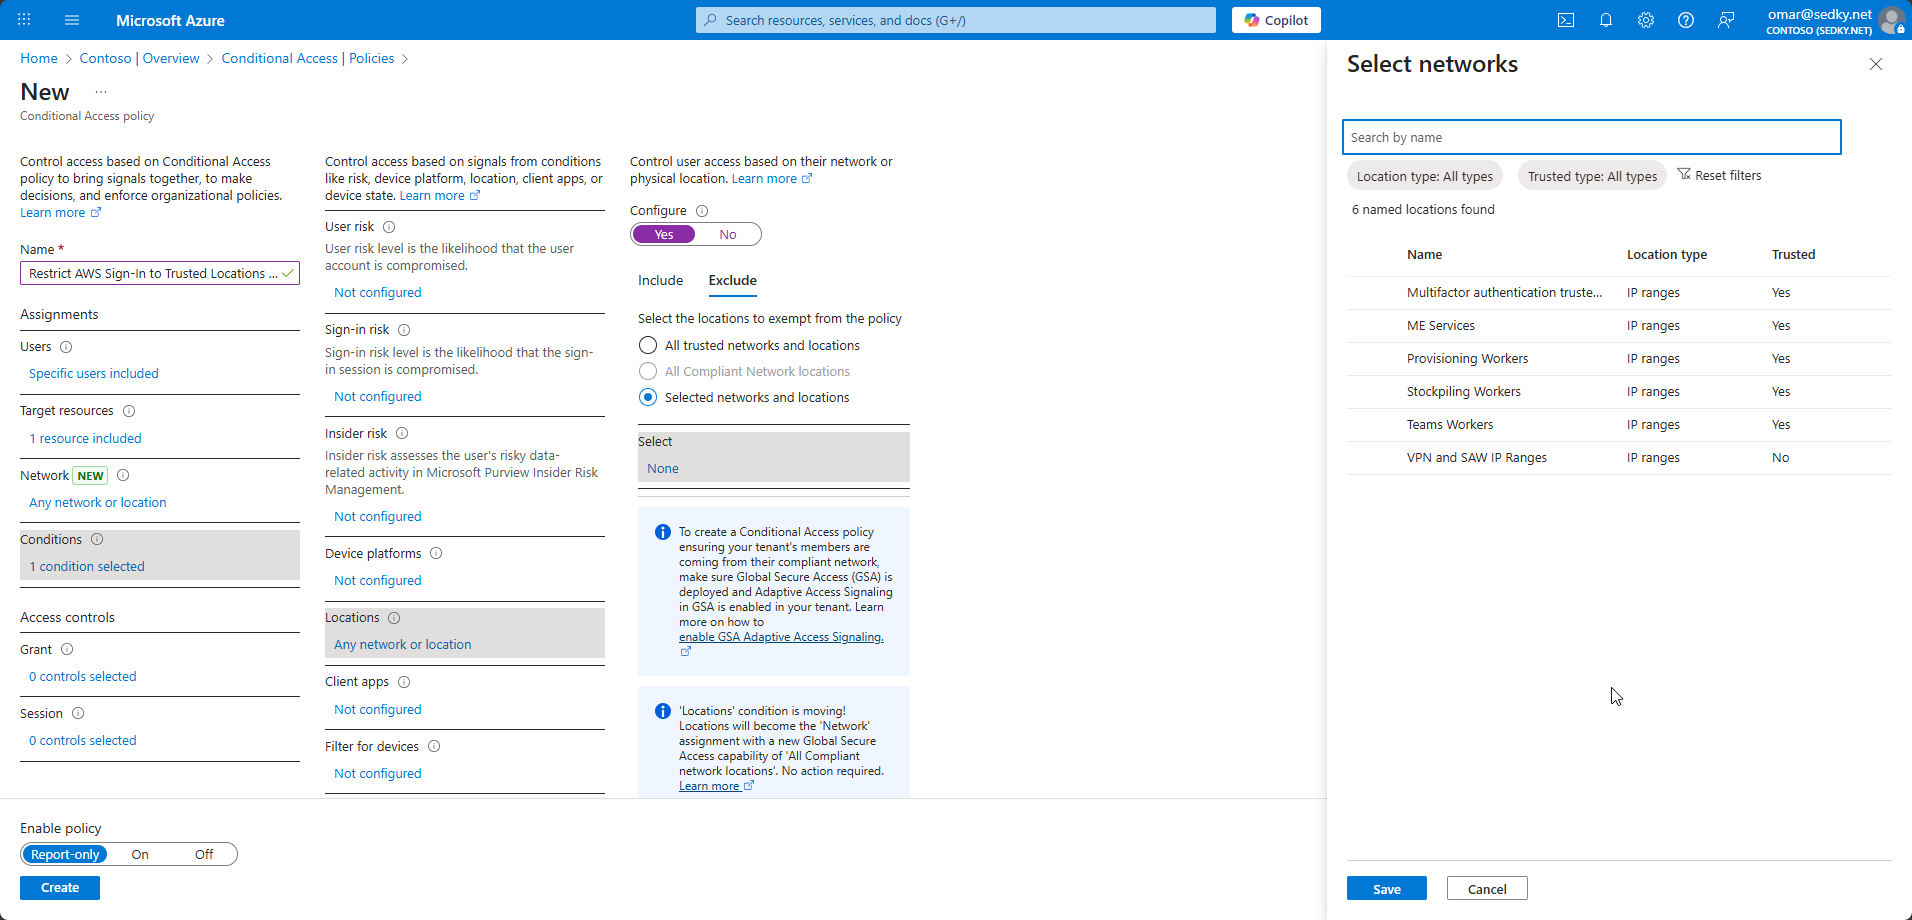 Microsoft Azure
Search resources, services, and docs (G+/)
Copilot
omar@sedky.net
CONTOSO (SEDKY.NET)
Home > Contoso | Overview > Conditional Access | Policies >
New ...
Conditional Access policy
Control access based on Conditional Access
policy to bring signals together, to make
decisions, and enforce organizational policies.
Learn more
Name *
Restrict AWS Sign-In to Trusted Locations ...
Assignments
Users
Specific users included
Target resources
1 resource included
Network NEW
Any network or location
Conditions
1 condition selected
Access controls
Grant
0 controls selected
Session
0 controls selected
Enable policy
Report-only On Off
Create
Control access based on signals from conditions
like risk, device platform, location, client apps, or
device state. Learn more
User risk
User risk level is the likelihood that the user
account is compromised.
Not configured
Sign-in risk
Sign-in risk level is the likelihood that the sign-
in session is compromised.
Not configured
Insider risk
Insider risk assesses the user's risky data-
related activity in Microsoft Purview Insider Risk
Management.
Not configured
Device platforms
Not configured
Locations
Any network or location
Client apps
Not configured
Filter for devices
Not configured
Control user access based on their network or
physical location. Learn more
Configure
Yes No
Include Exclude
Select the locations to exempt from the policy
All trusted networks and locations
All Compliant Network locations
Selected networks and locations
Select
None
To create a Conditional Access policy
ensuring your tenant's members are
coming from their compliant network,
make sure Global Secure Access (GSA) is
deployed and Adaptive Access Signaling
in GSA is enabled in your tenant. Learn
more on how to
enable GSA Adaptive Access Signaling.
'Locations' condition is moving!
Locations will become the 'Network'
assignment with a new Global Secure
Access capability of 'All Compliant
network locations'. No action required.
Learn more
Select networks
Search by name
Location type: All types Trusted type: All types Reset filters
6 named locations found
Name Location type Trusted
Multifactor authentication truste... IP ranges Yes
ME Services IP ranges Yes
Provisioning Workers IP ranges Yes
Stockpiling Workers IP ranges Yes
Teams Workers IP ranges Yes
VPN and SAW IP Ranges IP ranges No
Save Cancel